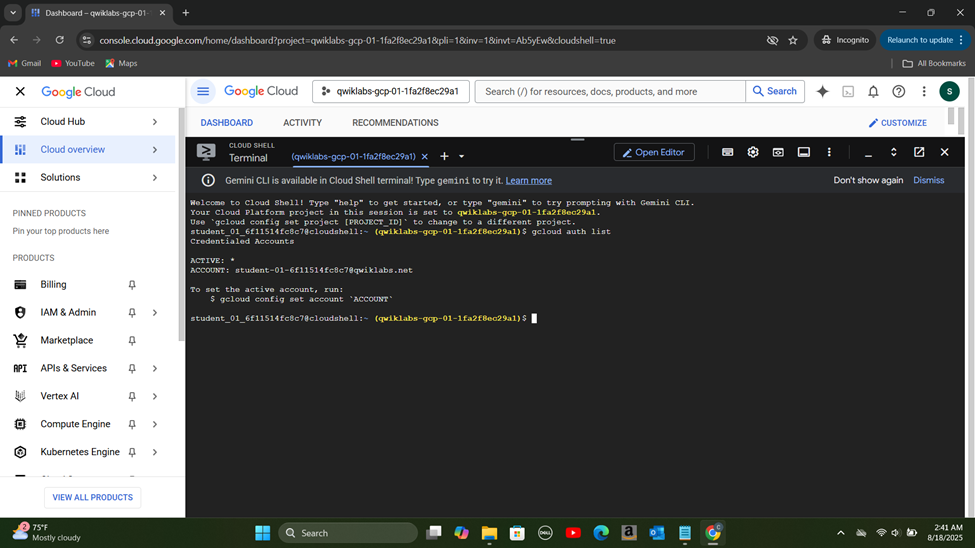 Dashboard – qwiklabs-gcp-01-
console.cloud.google.com/home/dashboard?project=qwiklabs-gcp-01-1fa2f8ec29a1&pli=1&inv=1&invt=Ab5yEw&cloudshell=true
Incognito
Relaunch to update
Gmail
YouTube
Maps
All Bookmarks
Google Cloud
Google Cloud
qwiklabs-gcp-01-1fa2f8ec29a1
Search (/) for resources, docs, products, and more
Search
S
Cloud Hub
Cloud overview
Solutions
PINNED PRODUCTS
Pin your top products here
PRODUCTS
Billing
IAM & Admin
Marketplace
API APIs & Services
Vertex AI
Compute Engine
Kubernetes Engine
VIEW ALL PRODUCTS
DASHBOARD
ACTIVITY
RECOMMENDATIONS
CUSTOMIZE
CLOUD SHELL
Terminal
(qwiklabs-gcp-01-1fa2f8ec29a1)
Open Editor
Gemini CLI is available in Cloud Shell terminal! Type gemini to try it. Learn more
Don't show again
Dismiss
Welcome to Cloud Shell! Type "help" to get started, or type "gemini" to try prompting with Gemini CLI.
Your Cloud Platform project in this session is set to qwiklabs-gcp-01-1fa2f8ec29a1.
Use `gcloud config set project [PROJECT_ID]` to change to a different project.
student_01_6f11514fc8c7@cloudshell:~ (qwiklabs-gcp-01-1fa2f8ec29a1)$ gcloud auth list
Credentialed Accounts
ACTIVE: *
ACCOUNT: student-01-6f11514fc8c7@qwiklabs.net
To set the active account, run:
$ gcloud config set account `ACCOUNT`
student_01_6f11514fc8c7@cloudshell:~ (qwiklabs-gcp-01-1fa2f8ec29a1)$
2
75°F
Mostly cloudy
Search
DELL
a
C
2:41 AM
8/18/2025